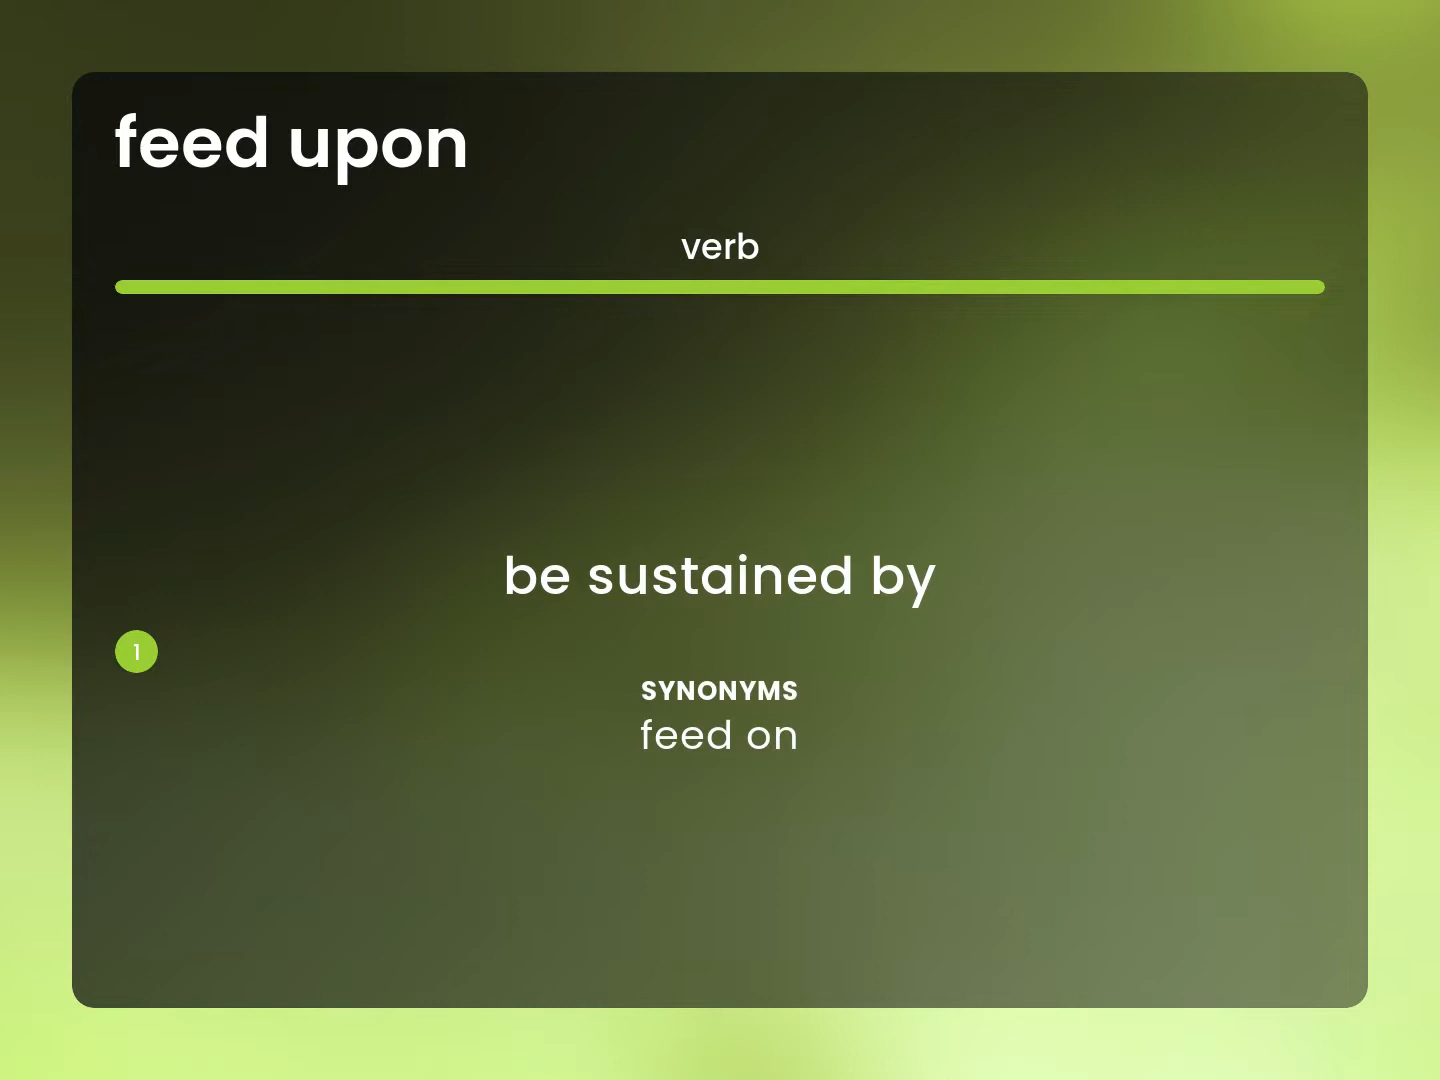 feed upon
verb
be sustained by
1
SYNONYMS
feed on